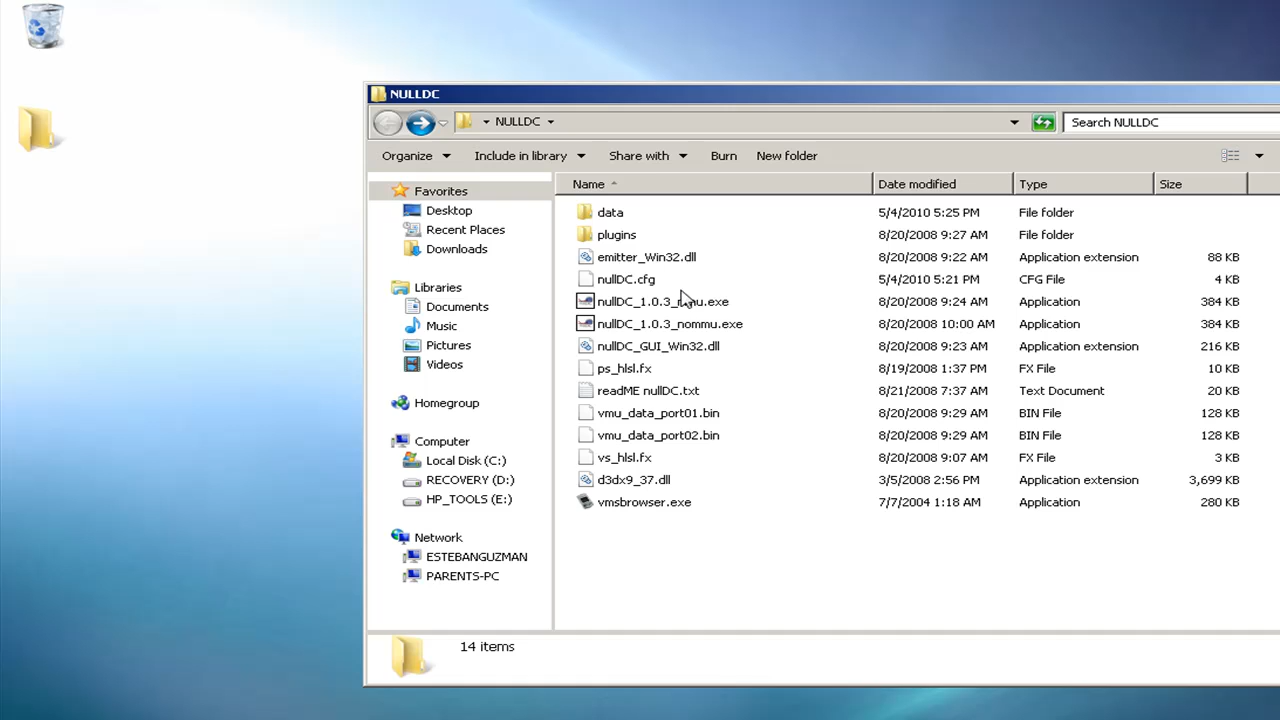 NULLDC
NULLDC
Search NULLDC
Organize Include in library Share with Burn New folder
Name Date modified Type Size
Favorites
Desktop
Recent Places
Downloads
Libraries
Documents
Music
Pictures
Videos
Homegroup
Computer
Local Disk (C:)
RECOVERY (D:)
HP_TOOLS (E:)
Network
ESTEBANGUZMAN
PARENTS-PC
data 5/4/2010 5:25 PM File folder
plugins 8/20/2008 9:27 AM File folder
emitter_Win32.dll 8/20/2008 9:22 AM Application extension 88 KB
nullDC.cfg 5/4/2010 5:21 PM CFG File 4 KB
8/20/2008 9:24 AM Application 384 KB
nullDC_1.0.3_nommu.exe 8/20/2008 10:00 AM Application 384 KB
nullDC_GUI_Win32.dll 8/20/2008 9:23 AM Application extension 216 KB
ps_hlsl.fx 8/19/2008 1:37 PM FX File 10 KB
readME nullDC.txt 8/21/2008 7:37 AM Text Document 20 KB
vmu_data_port01.bin 8/20/2008 9:29 AM BIN File 128 KB
vmu_data_port02.bin 8/20/2008 9:29 AM BIN File 128 KB
vs_hlsl.fx 8/20/2008 9:07 AM FX File 3 KB
d3dx9_37.dll 3/5/2008 2:56 PM Application extension 3,699 KB
vmsbrowser.exe 7/7/2004 1:18 AM Application 280 KB
14 items